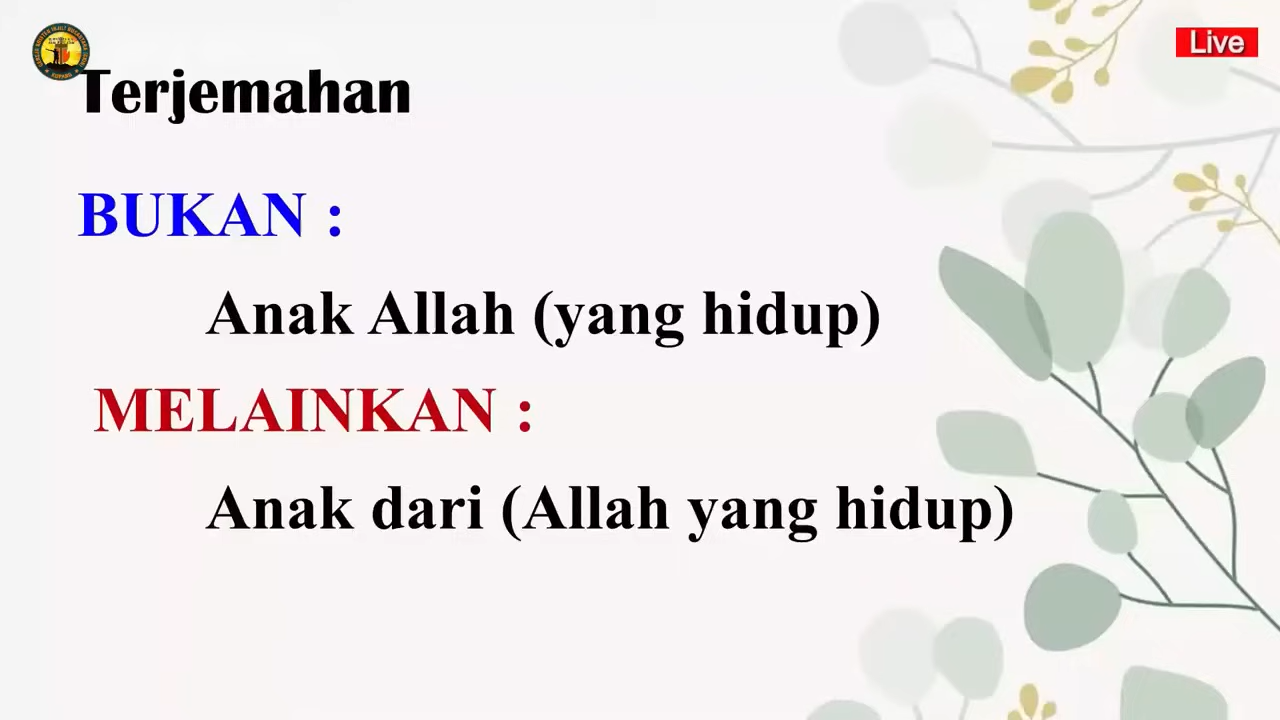 Live
Terjemahan
BUKAN :
Anak Allah (yang hidup)
MELAINKAN :
Anak dari (Allah yang hidup)